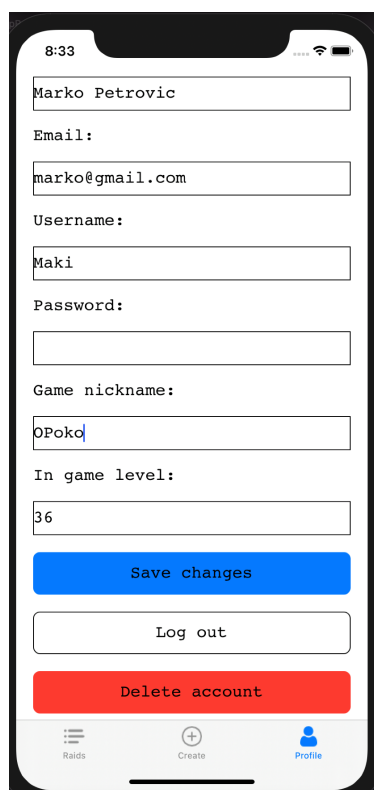 8:33
Marko Petrovic
Email:
marko@gmail.com
Username:
Maki
Password:
Game nickname:
OPoko
In game level:
36
Save changes
Log out
Delete account
Raids
Create
Profile